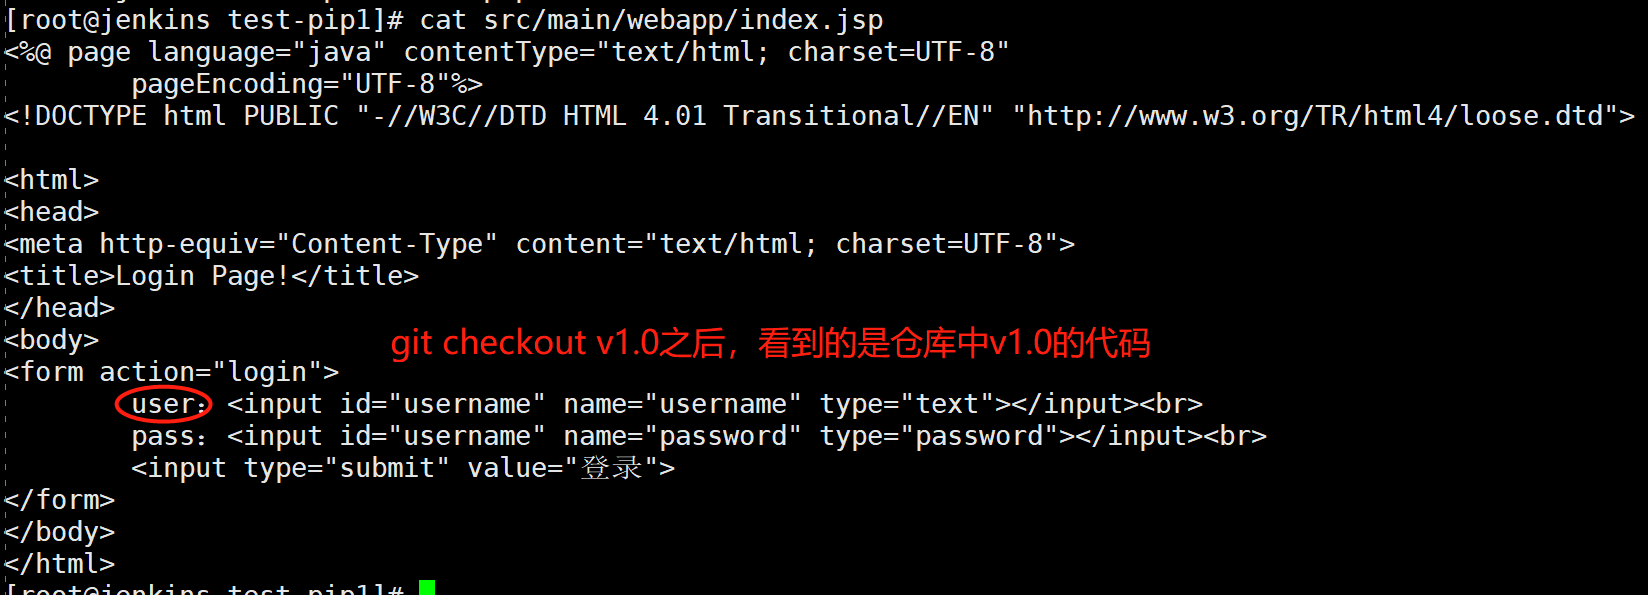 [root@jenkins test-pip1]# cat src/main/webapp/index.jsp
<%@ page language="java" contentType="text/html; charset=UTF-8"
pageEncoding="UTF-8"%>
<!DOCTYPE html PUBLIC "-//W3C//DTD HTML 4.01 Transitional//EN" "http://www.w3.org/TR/html4/loose.dtd">
<html>
<head>
<meta http-equiv="Content-Type" content="text/html; charset=UTF-8">
<title>Login Page!</title>
</head>
<body>
git checkout v1.0之后，看到的是仓库中v1.0的代码
<form action="login">
user：<input id="username" name="username" type="text"></input><br>
pass：<input id="username" name="password" type="password"></input><br>
<input type="submit" value="登录">
</form>
</body>
</html>
[root@jenkins test-pip1]#